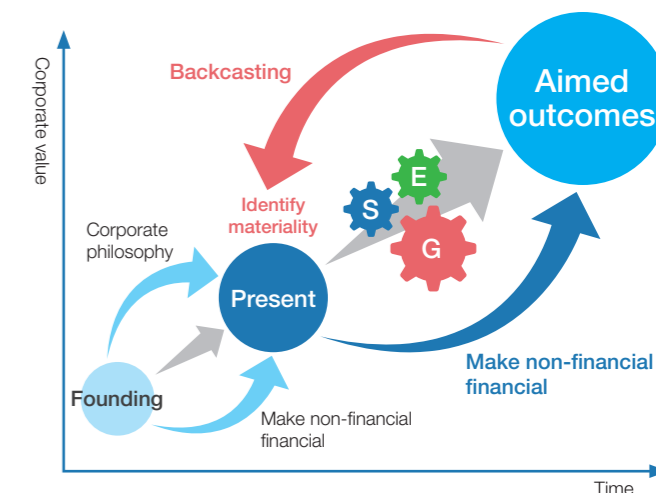 Corporate value
Backcasting
Aimed
outcomes
E
S
G
Identify
materiality
Corporate
philosophy
Present
Founding
Make non-financial
financial
Make non-financial
financial
Time